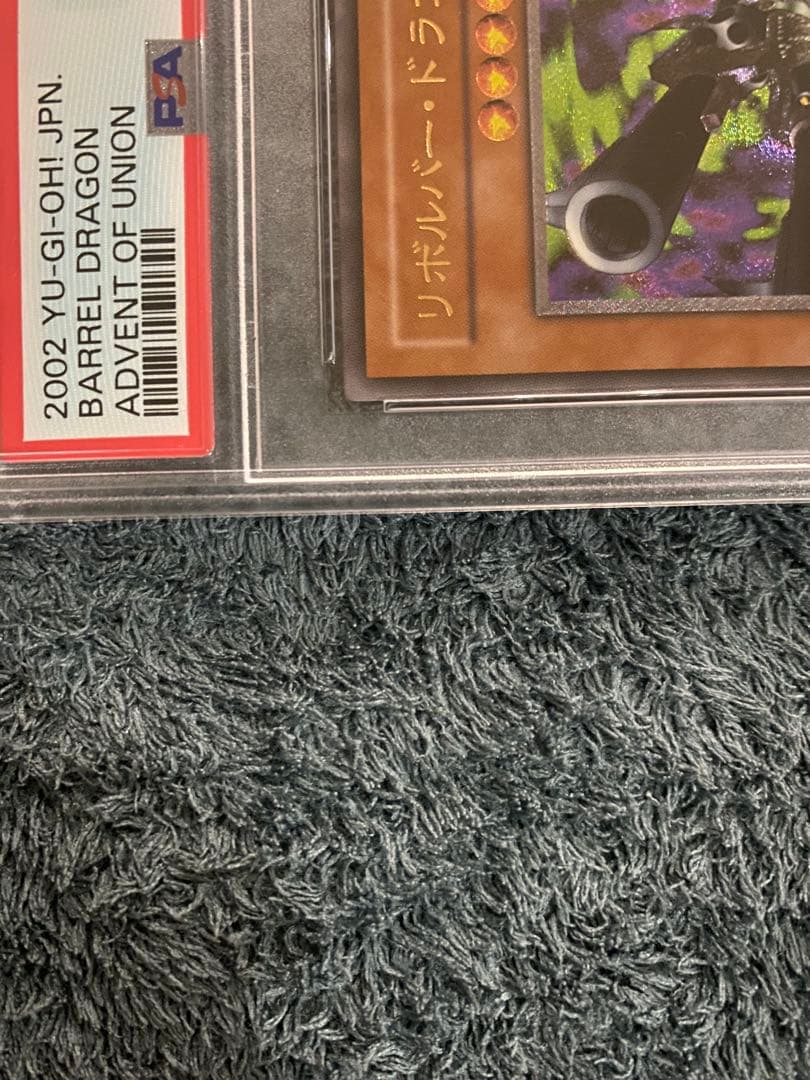 2002 YU-GI-OH! JPN.
BARREL DRAGON
ADVENT OF UNION
PSA
リボルバー・ドラ